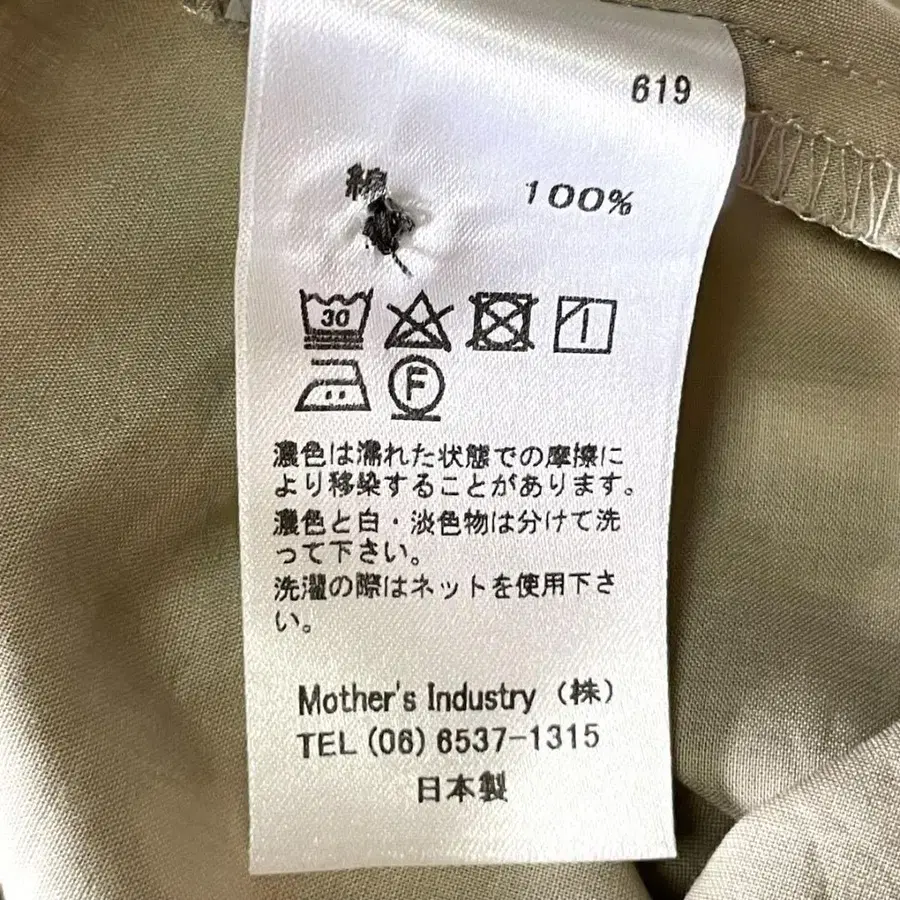 619
綿 100%
30
F
濃色は濡れた状態での摩擦に
より移染することがあります。
濃色と白・淡色物は分けて洗
って下さい。
洗濯の際はネットを使用下さ
い。
Mother's Industry (株)
TEL (06) 6537-1315
日本製